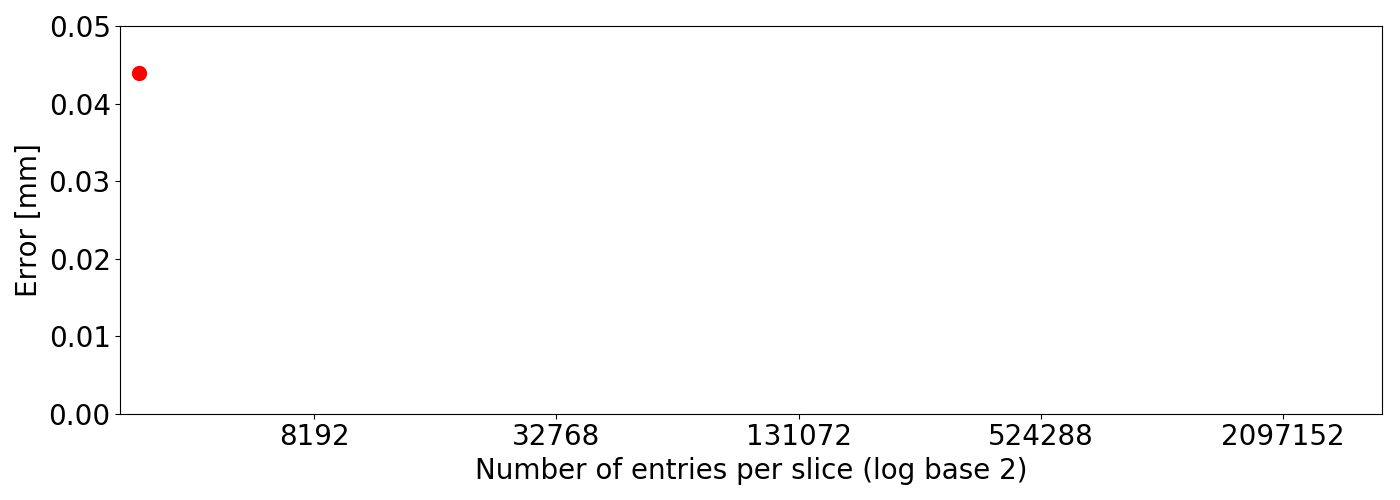 0.05
0.04
0.03
0.02
0.01
0.00
Error [mm]
8192 32768 131072 524288 2097152
Number of entries per slice (log base 2)